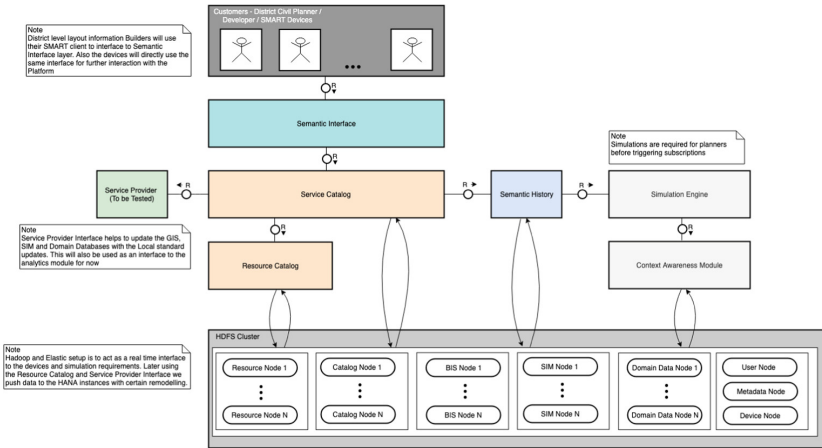 Note
District level layout information Builders will use
their SMART client to interface to Semantic
Interface layer. Also the devices will directly use the
same interface for further interaction with the
Platform
Customers - District Civil Planner /
Developer / SMART Devices
R
Semantic Interface
R
Note
Simulations are required for planners
before triggering subscriptions
Service Provider
(To be Tested)
R
Service Catalog
R
Semantic History
R
Simulation Engine
Note
Service Provider Interface helps to update the GIS,
SIM and Domain Databases with the Local standard
updates. This will also be used as an interface to the
analytics module for now
R
R
Resource Catalog
Context Awareness Module
Note
Hadoop and Elastic setup is to act as a real time interface
to the devices and simulation requirements. Later using
the Resource Catalog and Service Provider Interface we
push data to the HANA instances with certain remodelling.
HDFS Cluster
Resource Node 1
Resource Node N
Catalog Node 1
Catalog Node N
BIS Node 1
BIS Node N
SIM Node 1
SIM Node N
Domain Data Node 1
Domain Data Node N
User Node
Metadata Node
Device Node